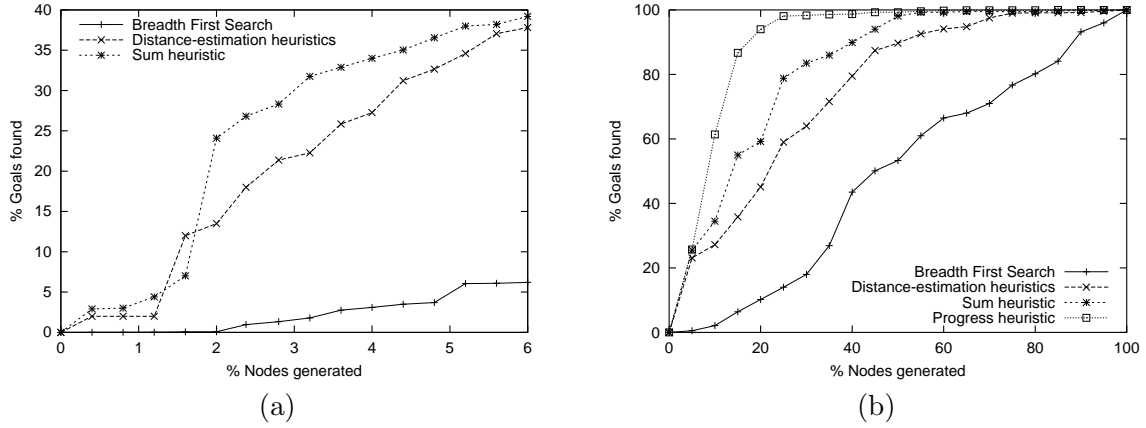 40
35
30
25
20
15
10
5
0
% Goals found
Breadth First Search
Distance-estimation heuristics
Sum heuristic
0 1 2 3 4 5 6
% Nodes generated
(a)
100
80
60
40
20
0
% Goals found
Breadth First Search
Distance-estimation heuristics
Sum heuristic
Progress heuristic
0 20 40 60 80 100
% Nodes generated
(b)